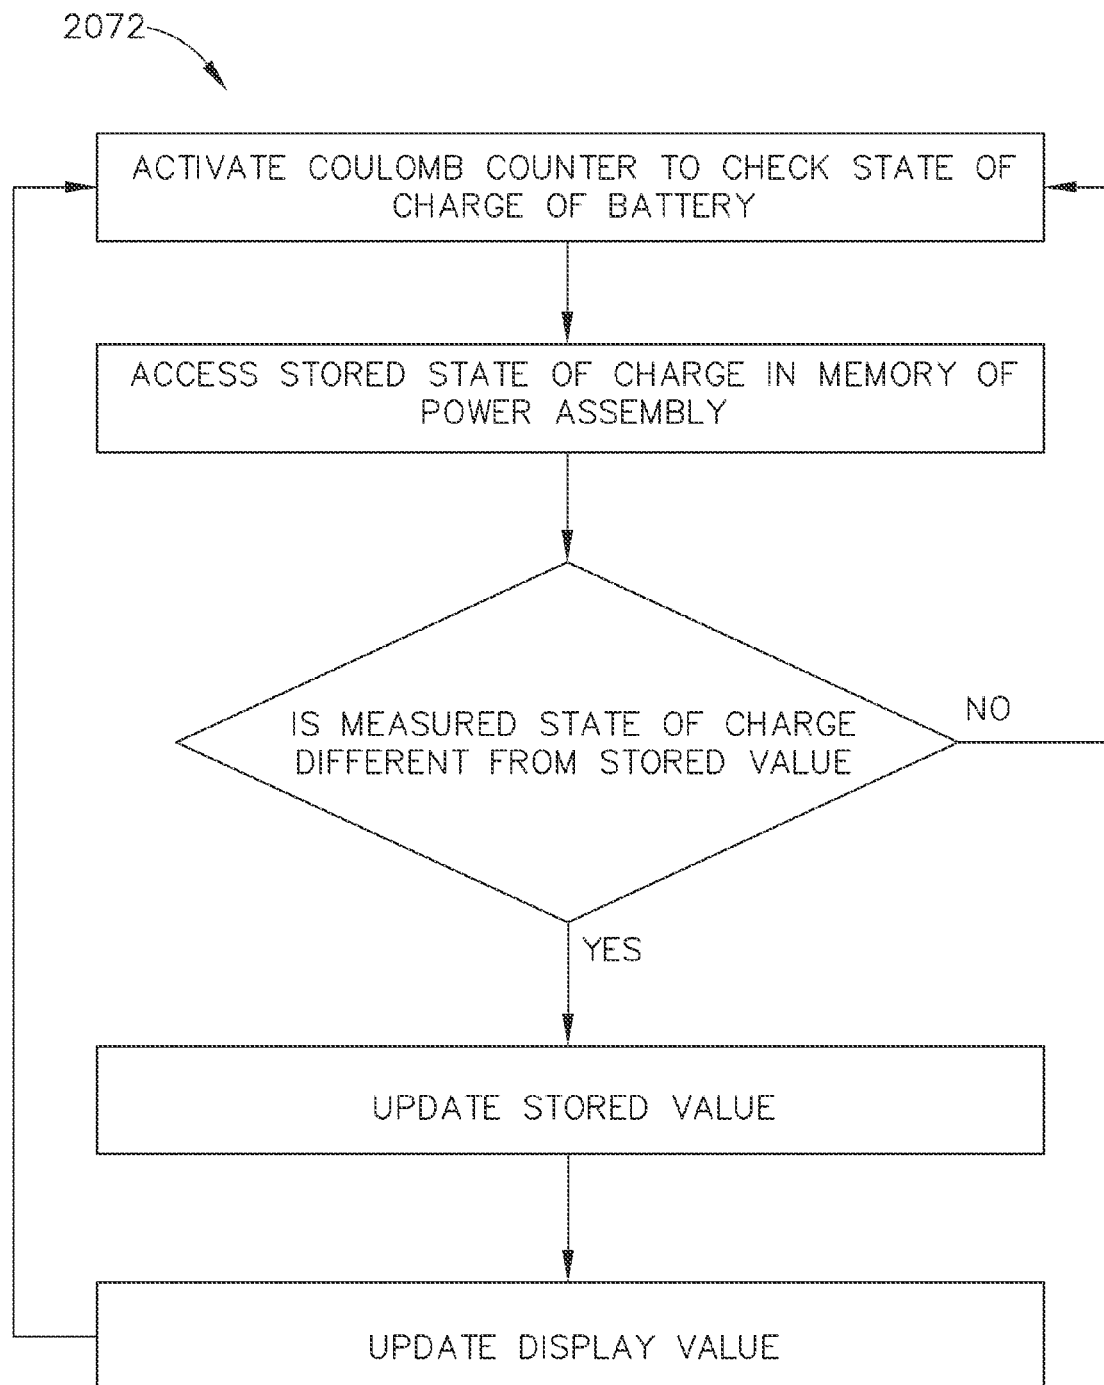 2072
ACTIVATE COULOMB COUNTER TO CHECK STATE OF
CHARGE OF BATTERY
ACCESS STORED STATE OF CHARGE IN MEMORY OF
POWER ASSEMBLY
IS MEASURED STATE OF CHARGE
DIFFERENT FROM STORED VALUE
NO
YES
UPDATE STORED VALUE
UPDATE DISPLAY VALUE